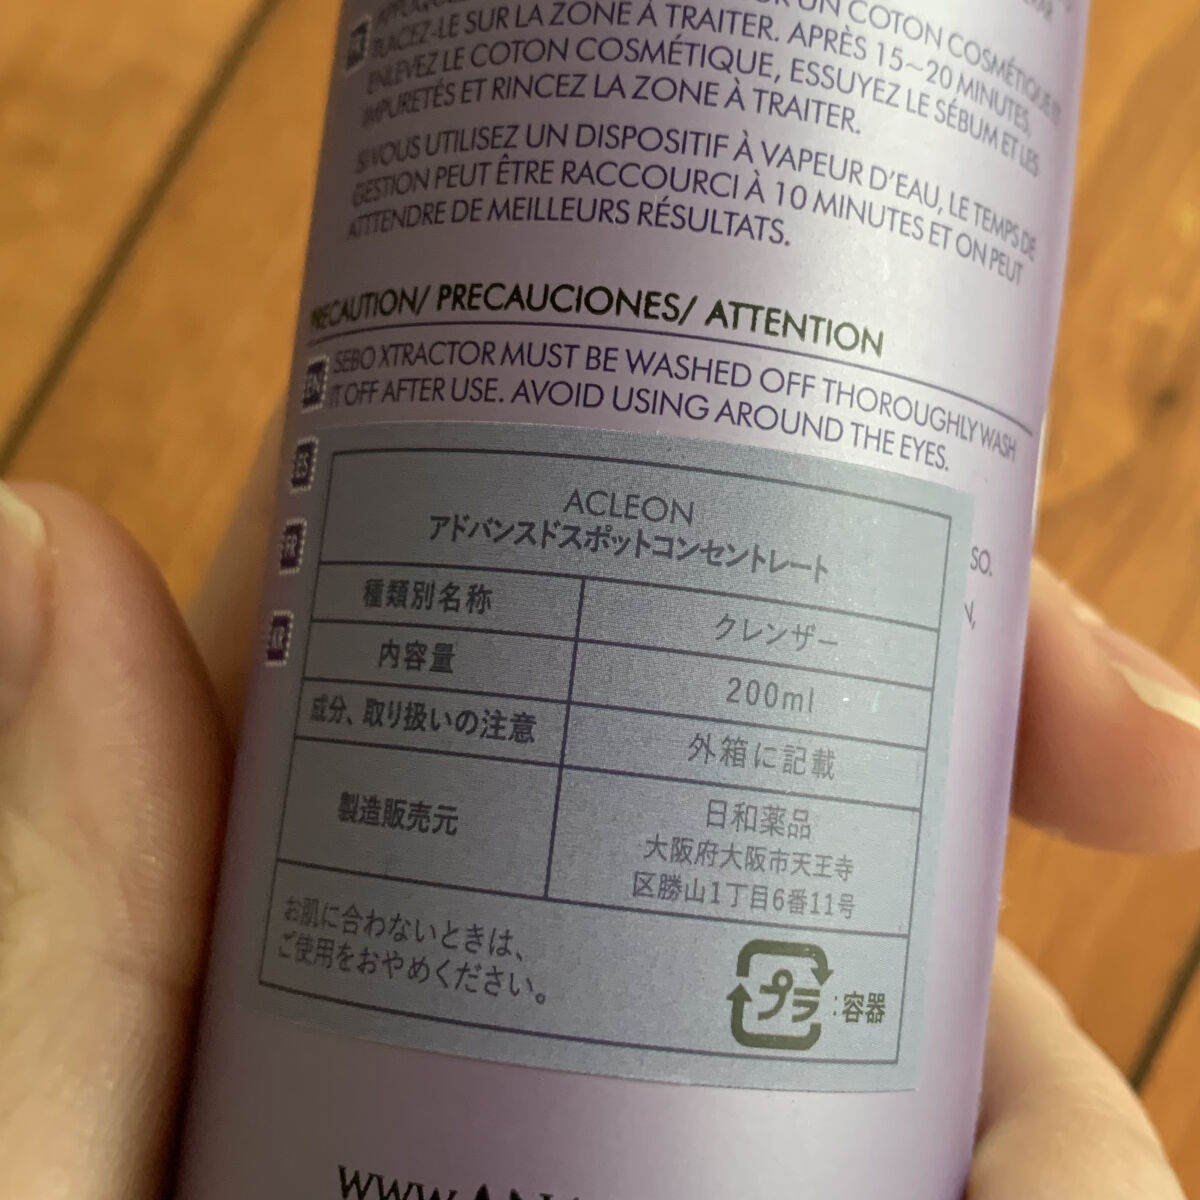 UN COTON COSMÉTIQUE ET
PLACEZ-LE SUR LA ZONE À TRAITER. APRÈS 15~20 MINUTES,
ENLEVEZ LE COTON COSMÉTIQUE, ESSUYEZ LE SÉBUM ET LES
IMPURETÉS ET RINCEZ LA ZONE À TRAITER.
SI VOUS UTILISEZ UN DISPOSITIF À VAPEUR D'EAU, LE TEMPS DE
GESTION PEUT ÊTRE RACCOURCI À 10 MINUTES ET ON PEUT
ATTENDRE DE MEILLEURS RÉSULTATS.
PRECAUTION/ PRECAUCIONES/ ATTENTION
EN SEBO XTRACTOR MUST BE WASHED OFF THOROUGHLY WASH
IT OFF AFTER USE. AVOID USING AROUND THE EYES.
ES
FR
SO.
AR
ACLEON
アドバンスドスポットコンセントレート
種類別名称 クレンザー
内容量 200ml
成分、取り扱いの注意 外箱に記載
製造販売元 日和薬品
大阪府大阪市天王寺
区勝山1丁目6番11号
お肌に合わないときは、
ご使用をおやめください。
プラ :容器